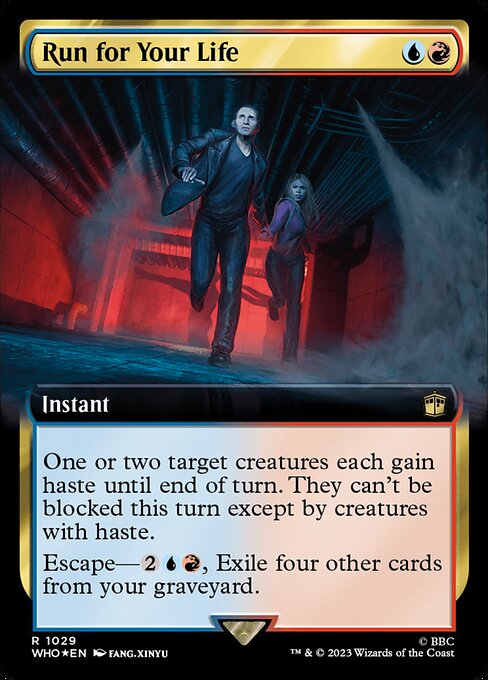 Run for Your Life
Instant
One or two target creatures each gain
haste until end of turn. They can't be
blocked this turn except by creatures
with haste.
Escape—2, Exile four other cards
from your graveyard.
R 1029
© BBC
WHO★EN FANG.XINYU
™ & © 2023 Wizards of the Coast